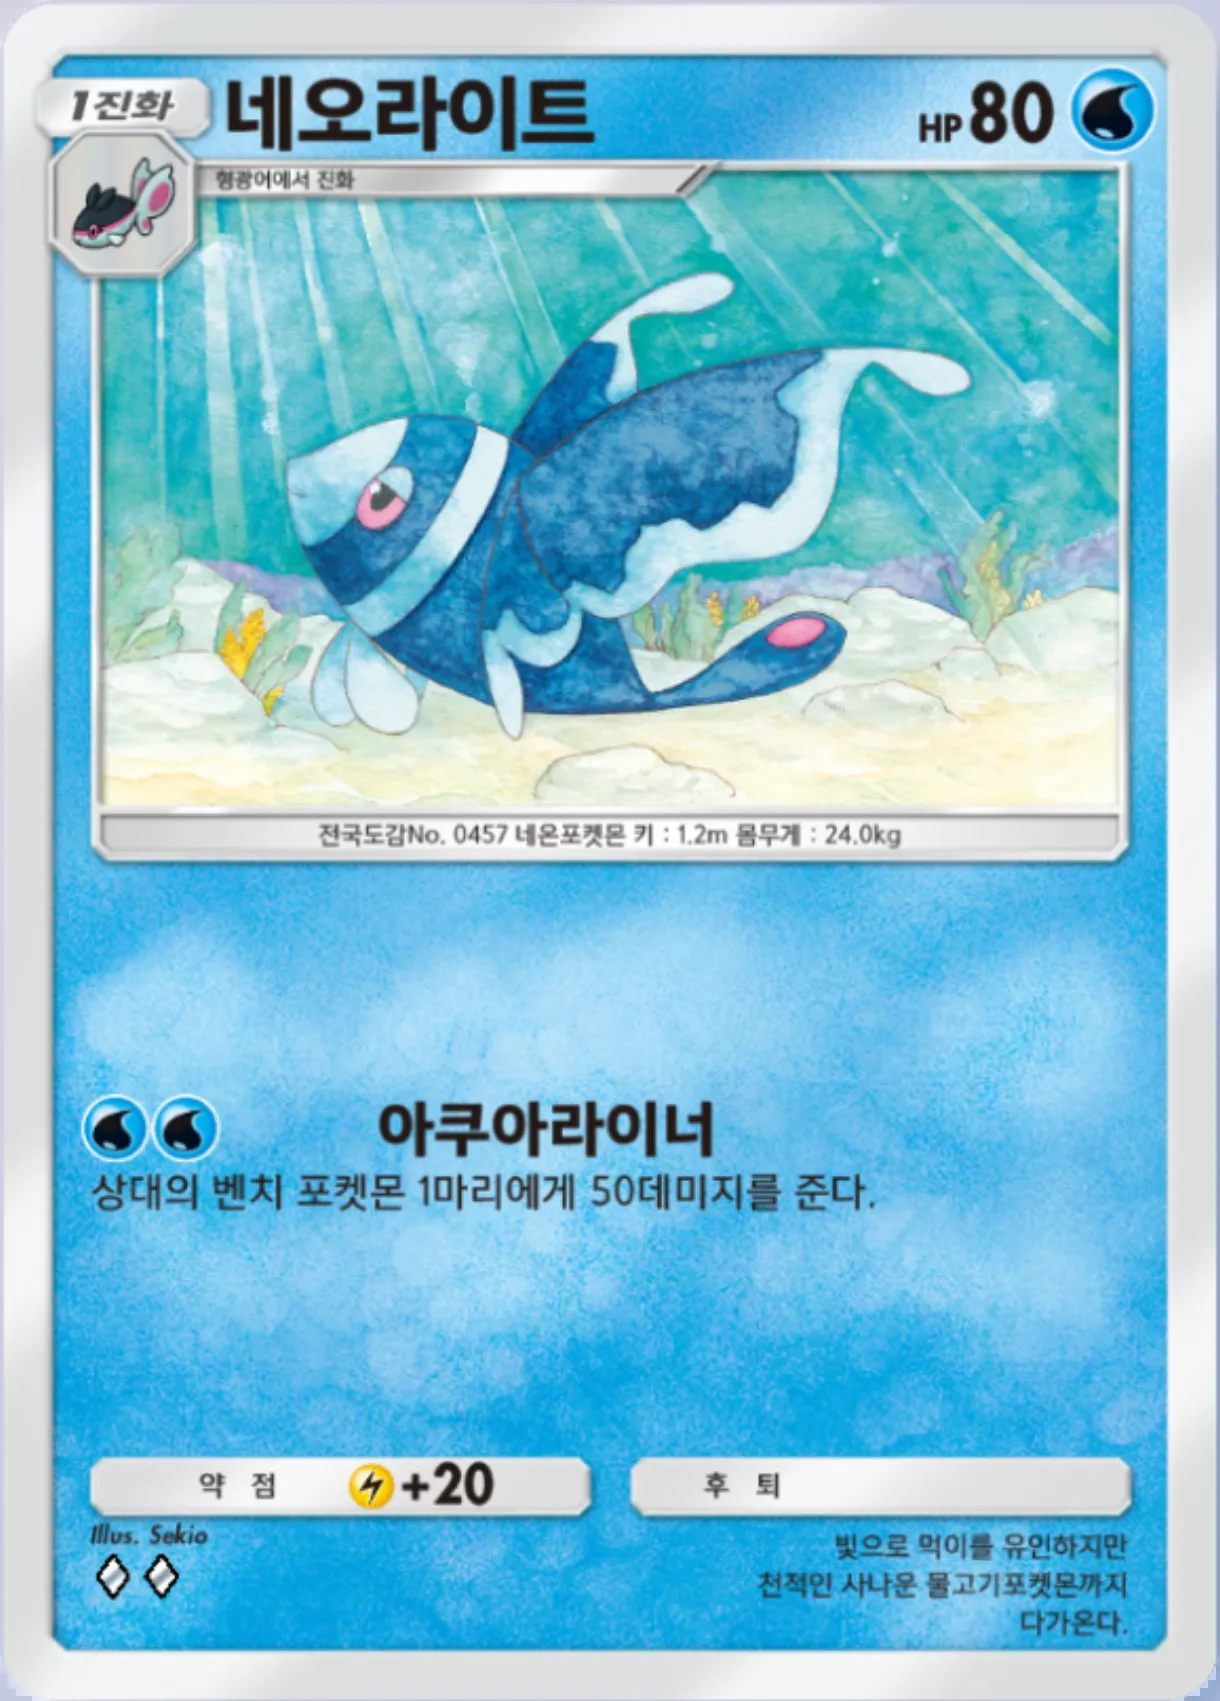 1진화 네오라이트 HP80
형광어에서 진화
전국도감No. 0457 네온포켓몬 키 : 1.2m 몸무게 : 24.0kg
아쿠아라이너
상대의 벤치 포켓몬 1마리에게 50데미지를 준다.
약점 +20 후퇴
Illus. Sekio
빛으로 먹이를 유인하지만
천적인 사나운 물고기포켓몬까지
다가온다.